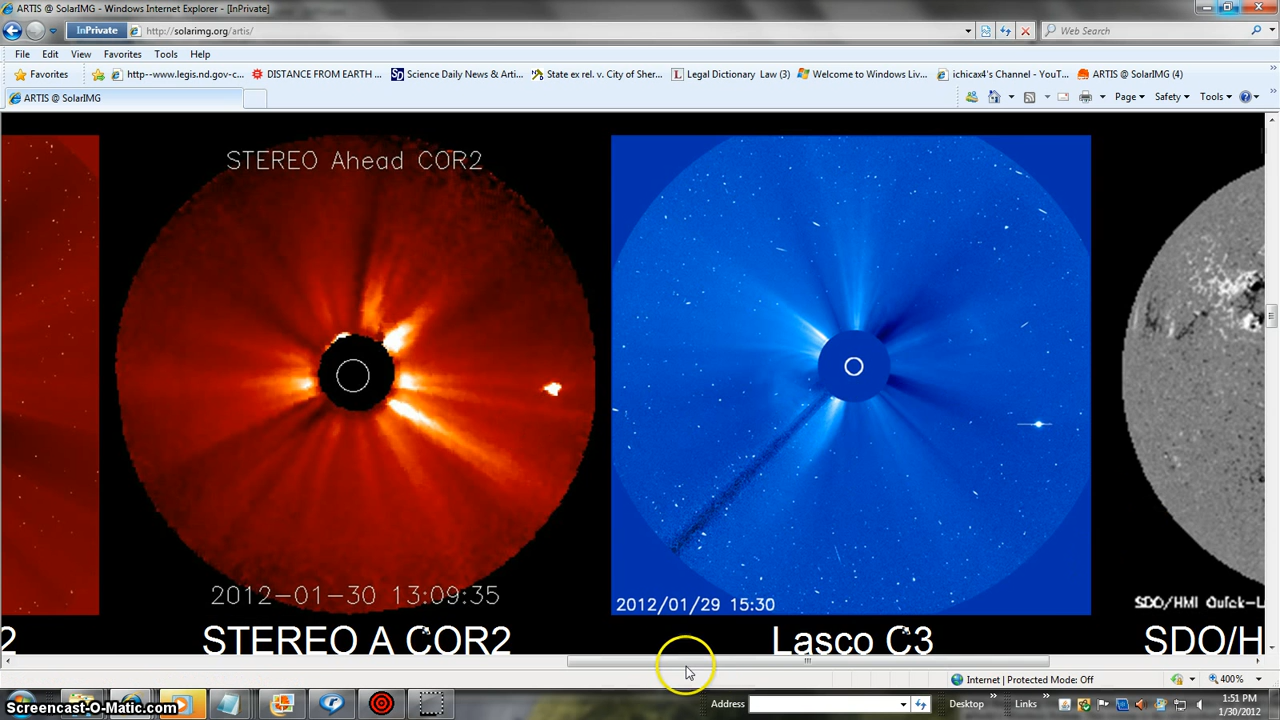 ARTIS @ SolarIMG - Windows Internet Explorer - [InPrivate]
InPrivate http://solarimg.org/artis/ Web Search
File Edit View Favorites Tools Help
Favorites http--www.legis.nd.gov-c... DISTANCE FROM EARTH ... Science Daily News & Arti... State ex rel. v. City of Sher... Legal Dictionary Law (3) Welcome to Windows Liv... ichicax4's Channel - YouT... ARTIS @ SolarIMG (4)
ARTIS @ SolarIMG Page Safety Tools
STEREO Ahead COR2
2012-01-30 13:09:35
2012/01/29 15:30
SDO/HMI Quick-L
2 STEREO A COR2 Lasco C3 SDO/H
Internet | Protected Mode: Off 400%
Screencast-O-Matic.com Address Desktop Links 1:51 PM
1/30/2012